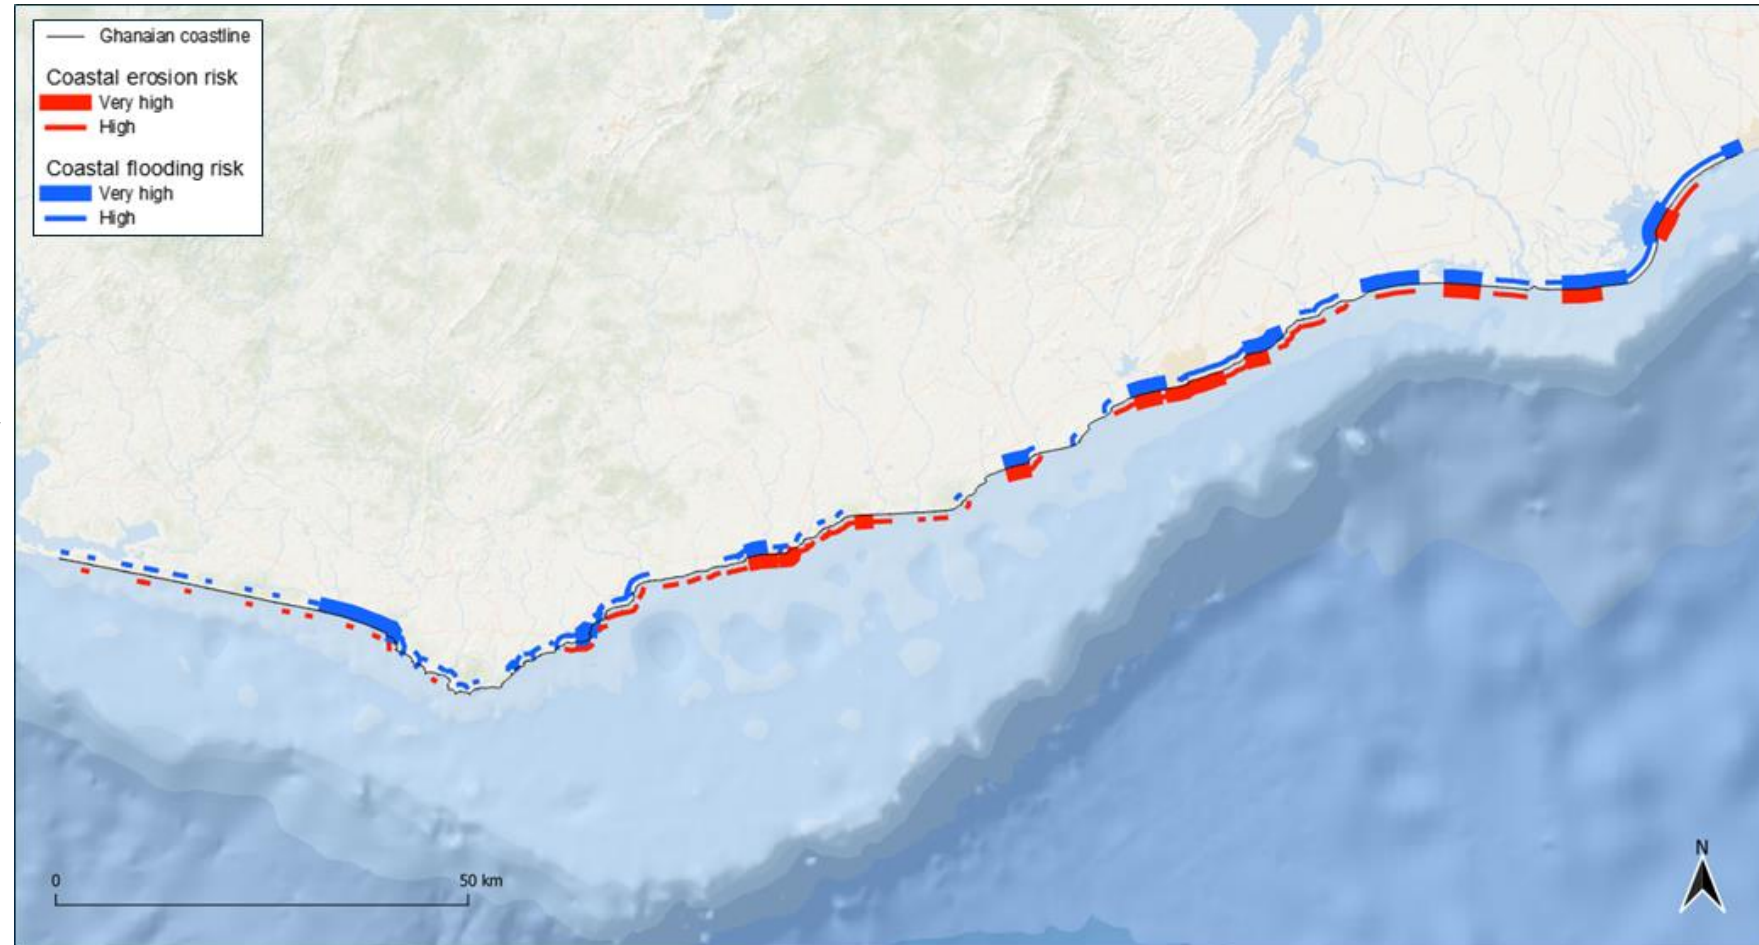 Ghanaian coastline
Coastal erosion risk
Very high
High
Coastal flooding risk
Very high
High
0
50 km
N